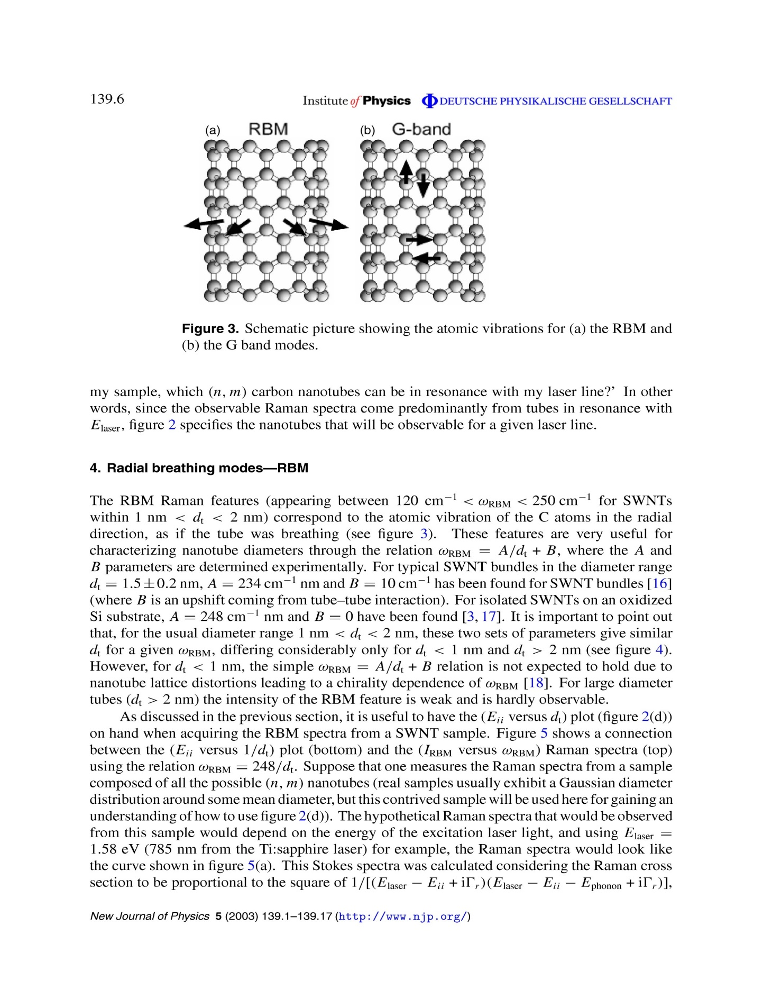 139.6 Institute of Physics Φ DEUTSCHE PHYSIKALISCHE GESELLSCHAFT
(a) RBM (b) G-band
Figure 3. Schematic picture showing the atomic vibrations for (a) the RBM and
(b) the G band modes.
my sample, which (n, m) carbon nanotubes can be in resonance with my laser line?’ In other
words, since the observable Raman spectra come predominantly from tubes in resonance with
E_laser, figure 2 specifies the nanotubes that will be observable for a given laser line.
4. Radial breathing modes—RBM
The RBM Raman features (appearing between 120 cm⁻¹ < ω_RBM < 250 cm⁻¹ for SWNTs
within 1 nm < d_t < 2 nm) correspond to the atomic vibration of the C atoms in the radial
direction, as if the tube was breathing (see figure 3). These features are very useful for
characterizing nanotube diameters through the relation ω_RBM = A/d_t + B, where the A and
B parameters are determined experimentally. For typical SWNT bundles in the diameter range
d_t = 1.5±0.2 nm, A = 234 cm⁻¹ nm and B = 10 cm⁻¹ has been found for SWNT bundles [16]
(where B is an upshift coming from tube–tube interaction). For isolated SWNTs on an oxidized
Si substrate, A = 248 cm⁻¹ nm and B = 0 have been found [3, 17]. It is important to point out
that, for the usual diameter range 1 nm < d_t < 2 nm, these two sets of parameters give similar
d_t for a given ω_RBM, differing considerably only for d_t < 1 nm and d_t > 2 nm (see figure 4).
However, for d_t < 1 nm, the simple ω_RBM = A/d_t + B relation is not expected to hold due to
nanotube lattice distortions leading to a chirality dependence of ω_RBM [18]. For large diameter
tubes (d_t > 2 nm) the intensity of the RBM feature is weak and is hardly observable.
As discussed in the previous section, it is useful to have the (E_ii versus d_t) plot (figure 2(d))
on hand when acquiring the RBM spectra from a SWNT sample. Figure 5 shows a connection
between the (E_ii versus 1/d_t) plot (bottom) and the (I_RBM versus ω_RBM) Raman spectra (top)
using the relation ω_RBM = 248/d_t. Suppose that one measures the Raman spectra from a sample
composed of all the possible (n, m) nanotubes (real samples usually exhibit a Gaussian diameter
distribution around some mean diameter, but this contrived sample will be used here for gaining an
understanding of how to use figure 2(d)). The hypothetical Raman spectra that would be observed
from this sample would depend on the energy of the excitation laser light, and using E_laser =
1.58 eV (785 nm from the Ti:sapphire laser) for example, the Raman spectra would look like
the curve shown in figure 5(a). This Stokes spectra was calculated considering the Raman cross
section to be proportional to the square of 1/[(E_laser − E_ii + iΓ_r)(E_laser − E_ii − E_phonon + iΓ_r)],
New Journal of Physics 5 (2003) 139.1–139.17 (http://www.njp.org/)